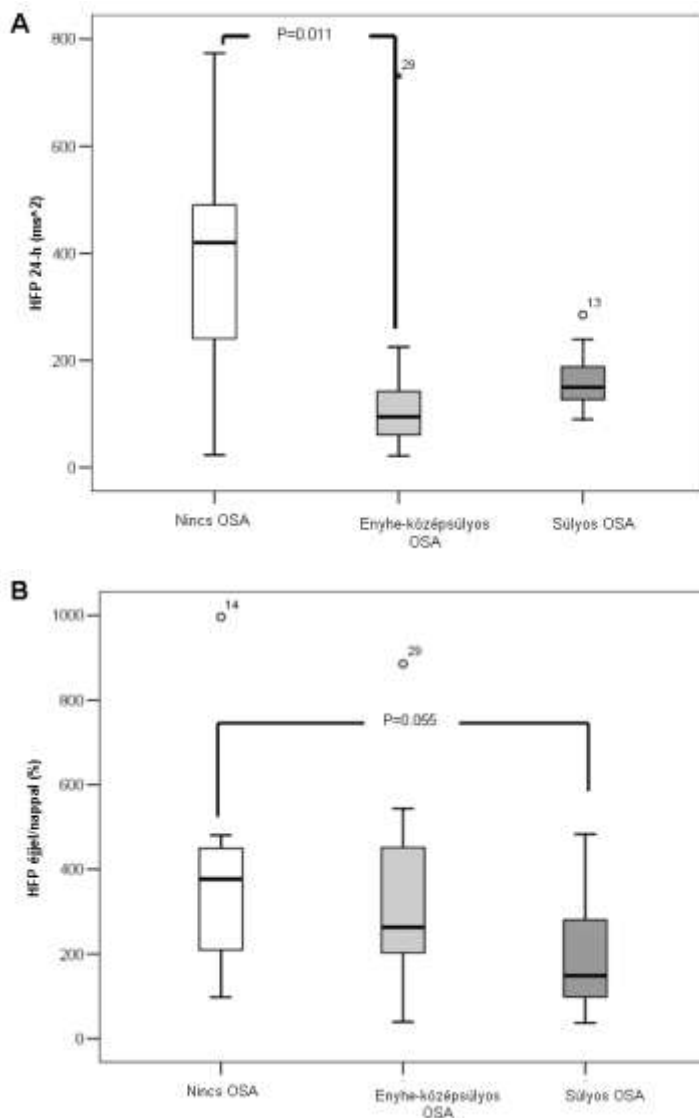 A
P=0.011
29
13
800
600
400
200
0
HFP 24-h (ms^2)
Nincs OSA
Enyhe-középsúlyos
OSA
Súlyos OSA
B
14
29
P=0.055
1000
800
600
400
200
0
HFP éjjel/nappal (%)
Nincs OSA
Enyhe-középsúlyos
OSA
Súlyos OSA